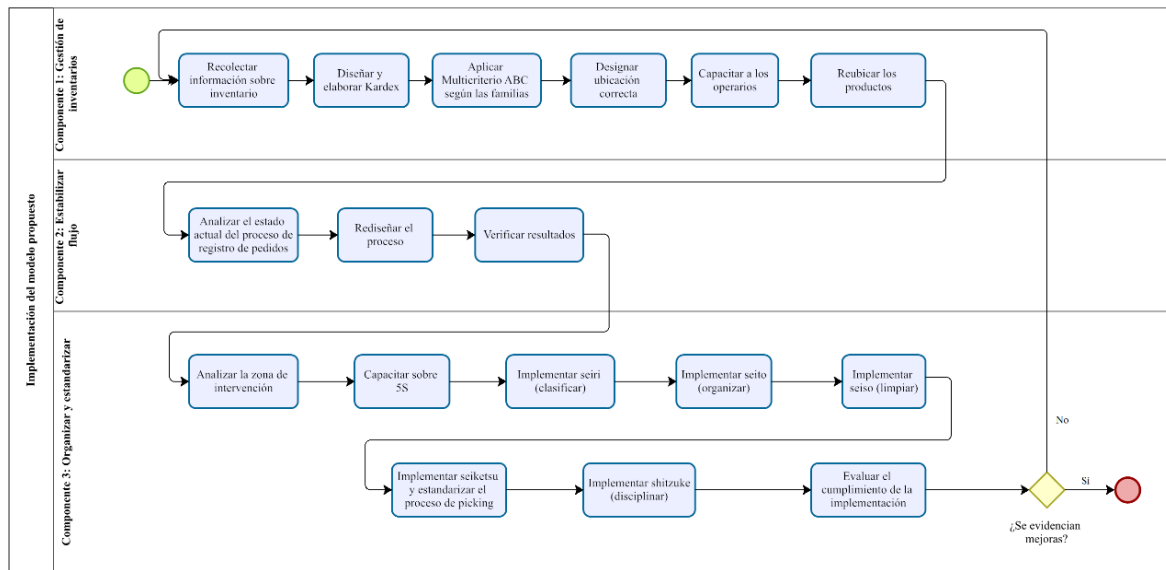 Implementación del modelo propuesto
Componente 1: Gestión de
inventarios
Recolectar
información sobre
inventario
Diseñar y
elaborar Kardex
Aplicar
Multicriterio ABC
según las familias
Designar
ubicación
correcta
Capacitar a los
operarios
Reubicar los
productos
Componente 2: Estabilizar
flujo
Analizar el estado
actual del proceso de
registro de pedidos
Rediseñar el
proceso
Verificar resultados
Componente 3: Organizar y estandarizar
Analizar la zona de
intervención
Capacitar sobre
5S
Implementar seiri
(clasificar)
Implementar seito
(organizar)
Implementar
seiso (limpiar)
Implementar seiketsu
y estandarizar el
proceso de picking
Implementar shitzuke
(disciplinar)
Evaluar el
cumplimiento de la
implementación
No
Sí
¿Se evidencian
mejoras?